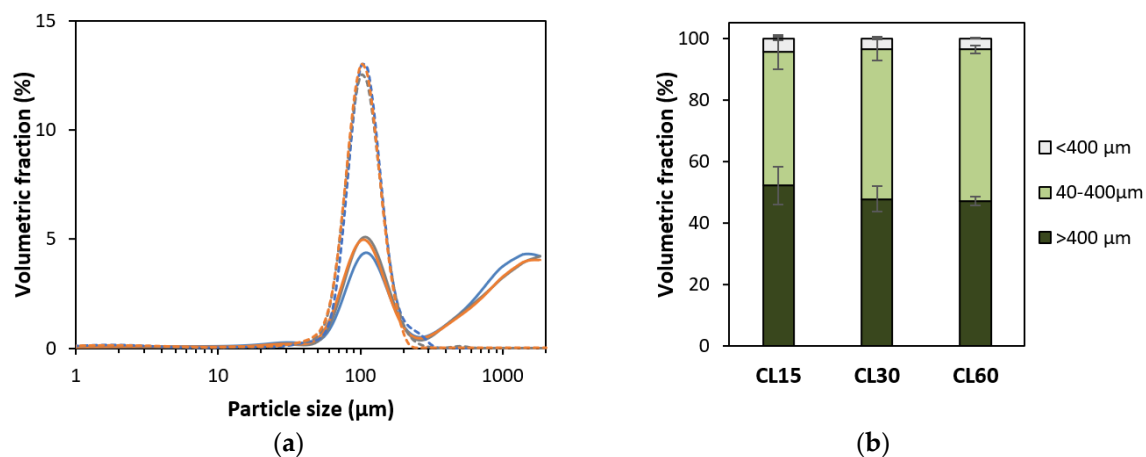 15
10
5
0
Volumetric fraction (%)
1 10 100 1000
Particle size (µm)
(a)
100
80
60
40
20
0
Volumetric fraction (%)
CL15 CL30 CL60
<400 µm
40-400µm
>400 µm
(b)